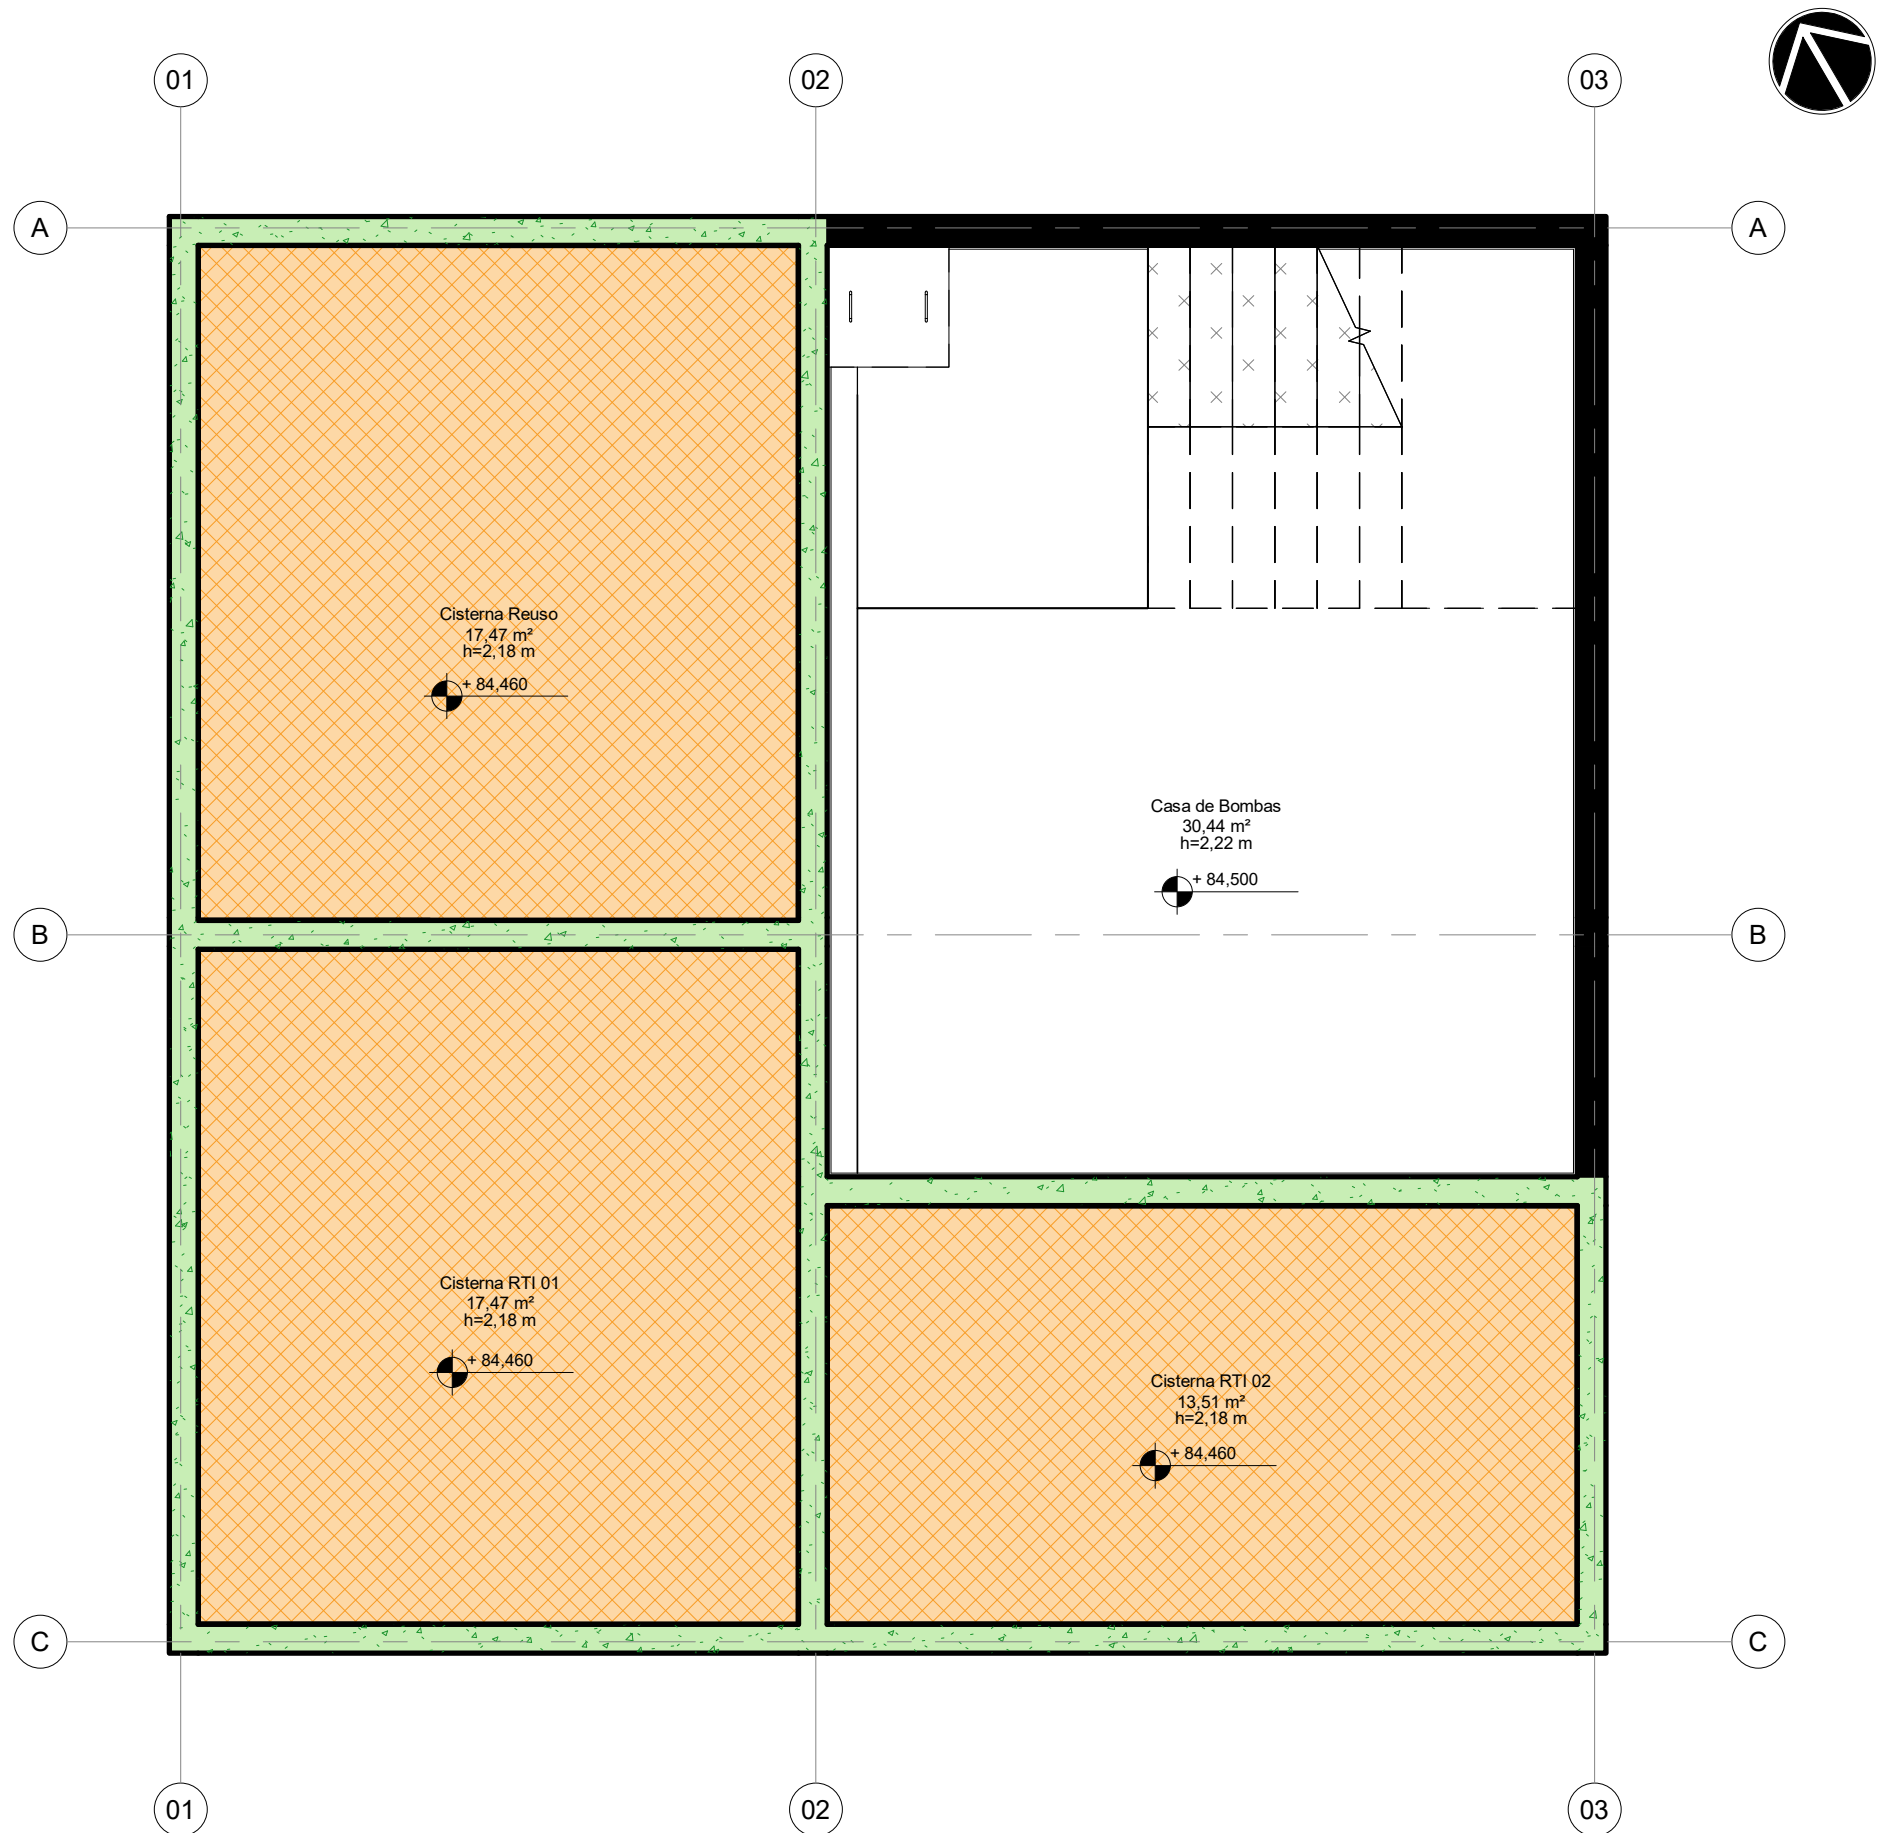 01
02
03
A
A
Cisterna Reuso
17,47 m²
h=2,18 m
+ 84,460
Casa de Bombas
30,44 m²
h=2,22 m
+ 84,500
B
B
Cisterna RTI 01
17,47 m²
h=2,18 m
+ 84,460
Cisterna RTI 02
13,51 m²
h=2,18 m
+ 84,460
C
C
01
02
03